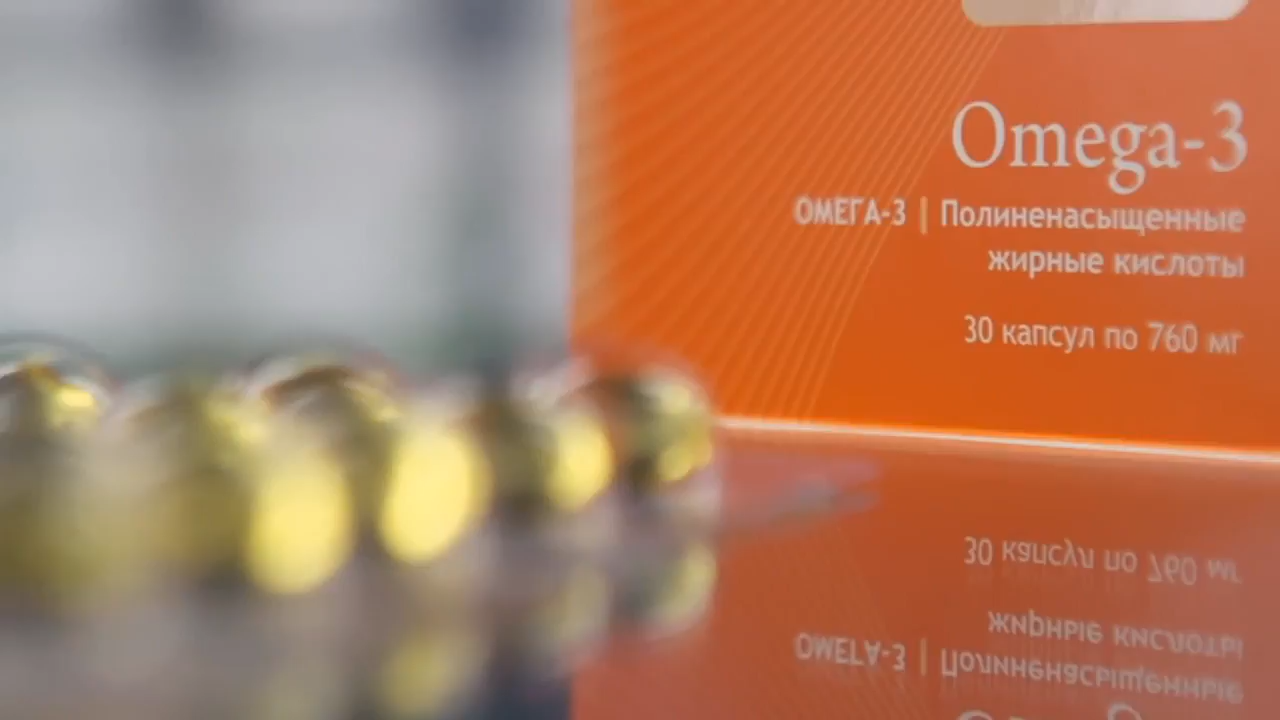 Omega-3
ОМЕГА-3 | Полиненасыщенные
жирные кислоты
30 капсул по 760 мг